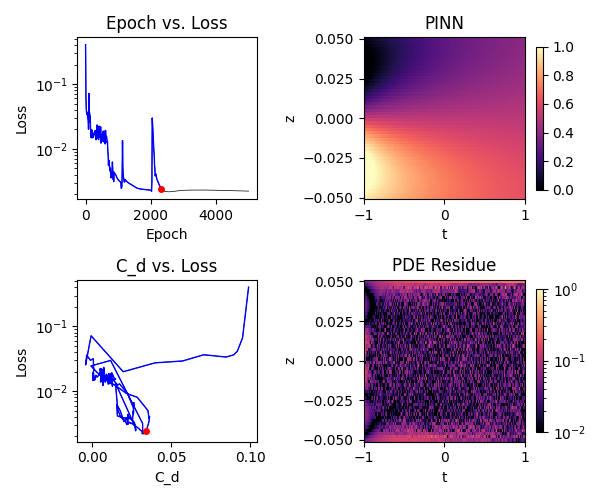 Epoch vs. Loss
Loss
10⁻¹
10⁻²
0
2000
4000
Epoch
PINN
z
0.050
0.025
0.000
−0.025
−0.050
−1
0
1
t
1.0
0.8
0.6
0.4
0.2
0.0
C_d vs. Loss
Loss
10⁻¹
10⁻²
0.00
0.05
0.10
C_d
PDE Residue
z
0.050
0.025
0.000
−0.025
−0.050
−1
0
1
t
10⁰
10⁻¹
10⁻²